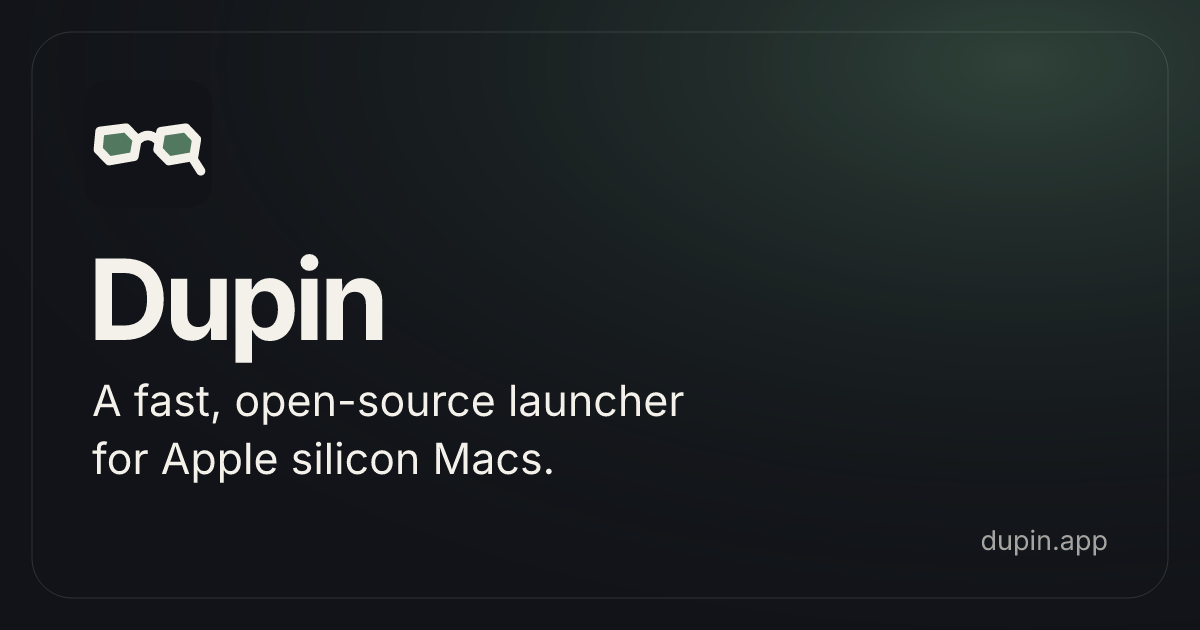 Dupin
A fast, open-source launcher
for Apple silicon Macs.
dupin.app